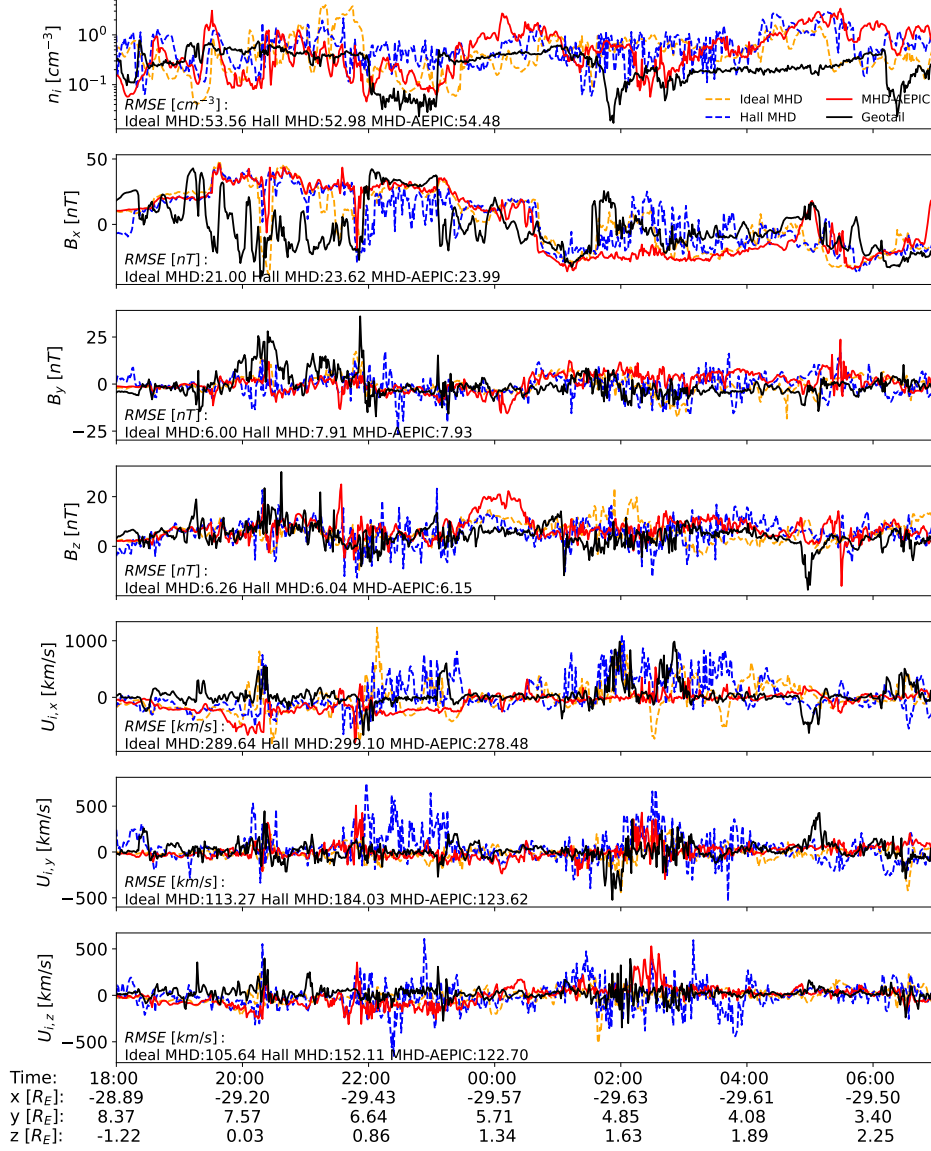 10⁰
10⁻¹
n_i [cm⁻³]
RMSE [cm⁻³]:
Ideal MHD:53.56 Hall MHD:52.98 MHD-AEPIC:54.48
Ideal MHD
Hall MHD
MHD-AEPIC
Geotail
50
0
B_x [nT]
RMSE [nT]:
Ideal MHD:21.00 Hall MHD:23.62 MHD-AEPIC:23.99
25
0
−25
B_y [nT]
RMSE [nT]:
Ideal MHD:6.00 Hall MHD:7.91 MHD-AEPIC:7.93
20
0
B_z [nT]
RMSE [nT]:
Ideal MHD:6.26 Hall MHD:6.04 MHD-AEPIC:6.15
1000
0
U_{i,x} [km/s]
RMSE [km/s]:
Ideal MHD:289.64 Hall MHD:299.10 MHD-AEPIC:278.48
500
0
−500
U_{i,y} [km/s]
RMSE [km/s]:
Ideal MHD:113.27 Hall MHD:184.03 MHD-AEPIC:123.62
500
0
−500
U_{i,z} [km/s]
RMSE [km/s]:
Ideal MHD:105.64 Hall MHD:152.11 MHD-AEPIC:122.70
Time: 18:00 20:00 22:00 00:00 02:00 04:00 06:00
x [R_E]: -28.89 -29.20 -29.43 -29.57 -29.63 -29.61 -29.50
y [R_E]: 8.37 7.57 6.64 5.71 4.85 4.08 3.40
z [R_E]: -1.22 0.03 0.86 1.34 1.63 1.89 2.25